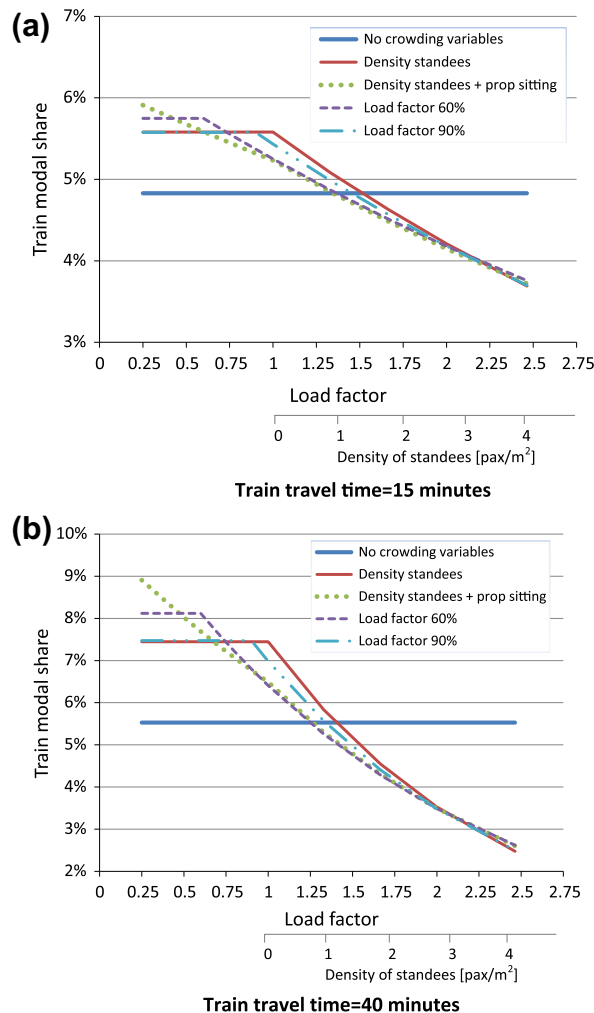 (a)
7%
6%
5%
4%
3%
Train modal share
No crowding variables
Density standees
Density standees + prop sitting
Load factor 60%
Load factor 90%
0 0.25 0.5 0.75 1 1.25 1.5 1.75 2 2.25 2.5 2.75
Load factor
0 1 2 3 4
Density of standees [pax/m²]
Train travel time=15 minutes
(b)
10%
9%
8%
7%
6%
5%
4%
3%
2%
Train modal share
No crowding variables
Density standees
Density standees + prop sitting
Load factor 60%
Load factor 90%
0 0.25 0.5 0.75 1 1.25 1.5 1.75 2 2.25 2.5 2.75
Load factor
0 1 2 3 4
Density of standees [pax/m²]
Train travel time=40 minutes